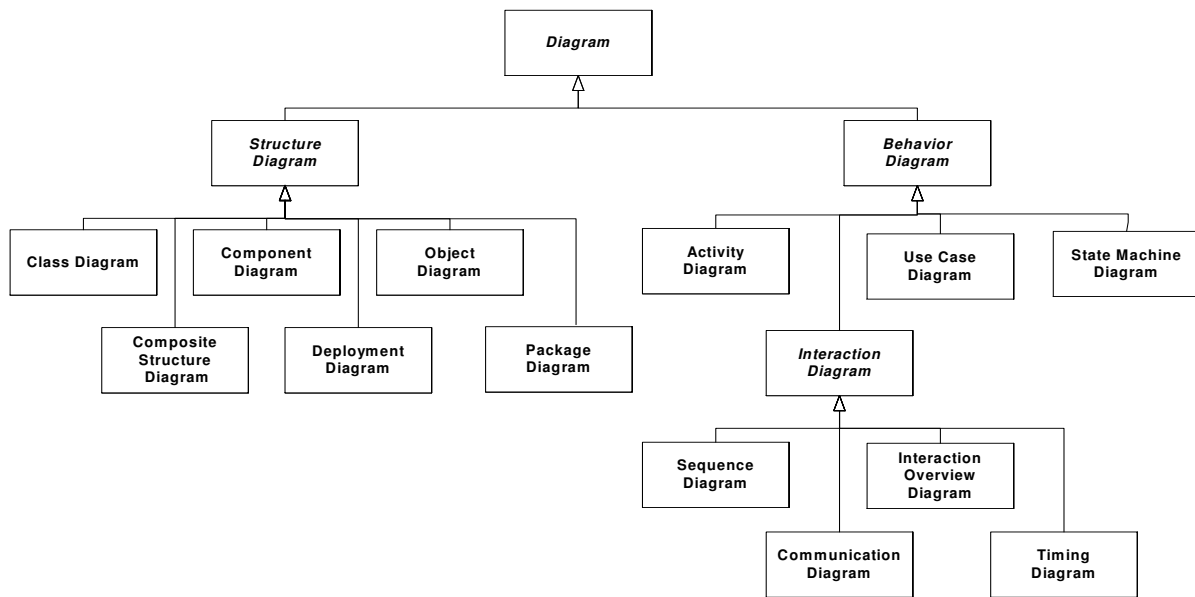 Diagram
Structure
Diagram
Behavior
Diagram
Class Diagram
Component
Diagram
Object
Diagram
Activity
Diagram
Use Case
Diagram
State Machine
Diagram
Composite
Structure
Diagram
Deployment
Diagram
Package
Diagram
Interaction
Diagram
Sequence
Diagram
Interaction
Overview
Diagram
Communication
Diagram
Timing
Diagram